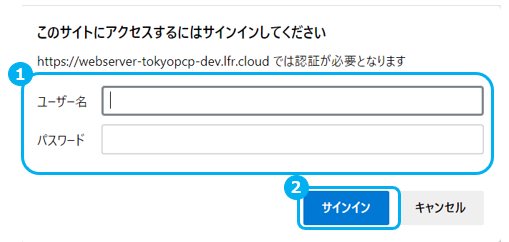 このサイトにアクセスするにはサインインしてください
https://webserver-tokyopcp-dev.lfr.cloud では認証が必要となります
1
ユーザー名
パスワード
2
サインイン キャンセル